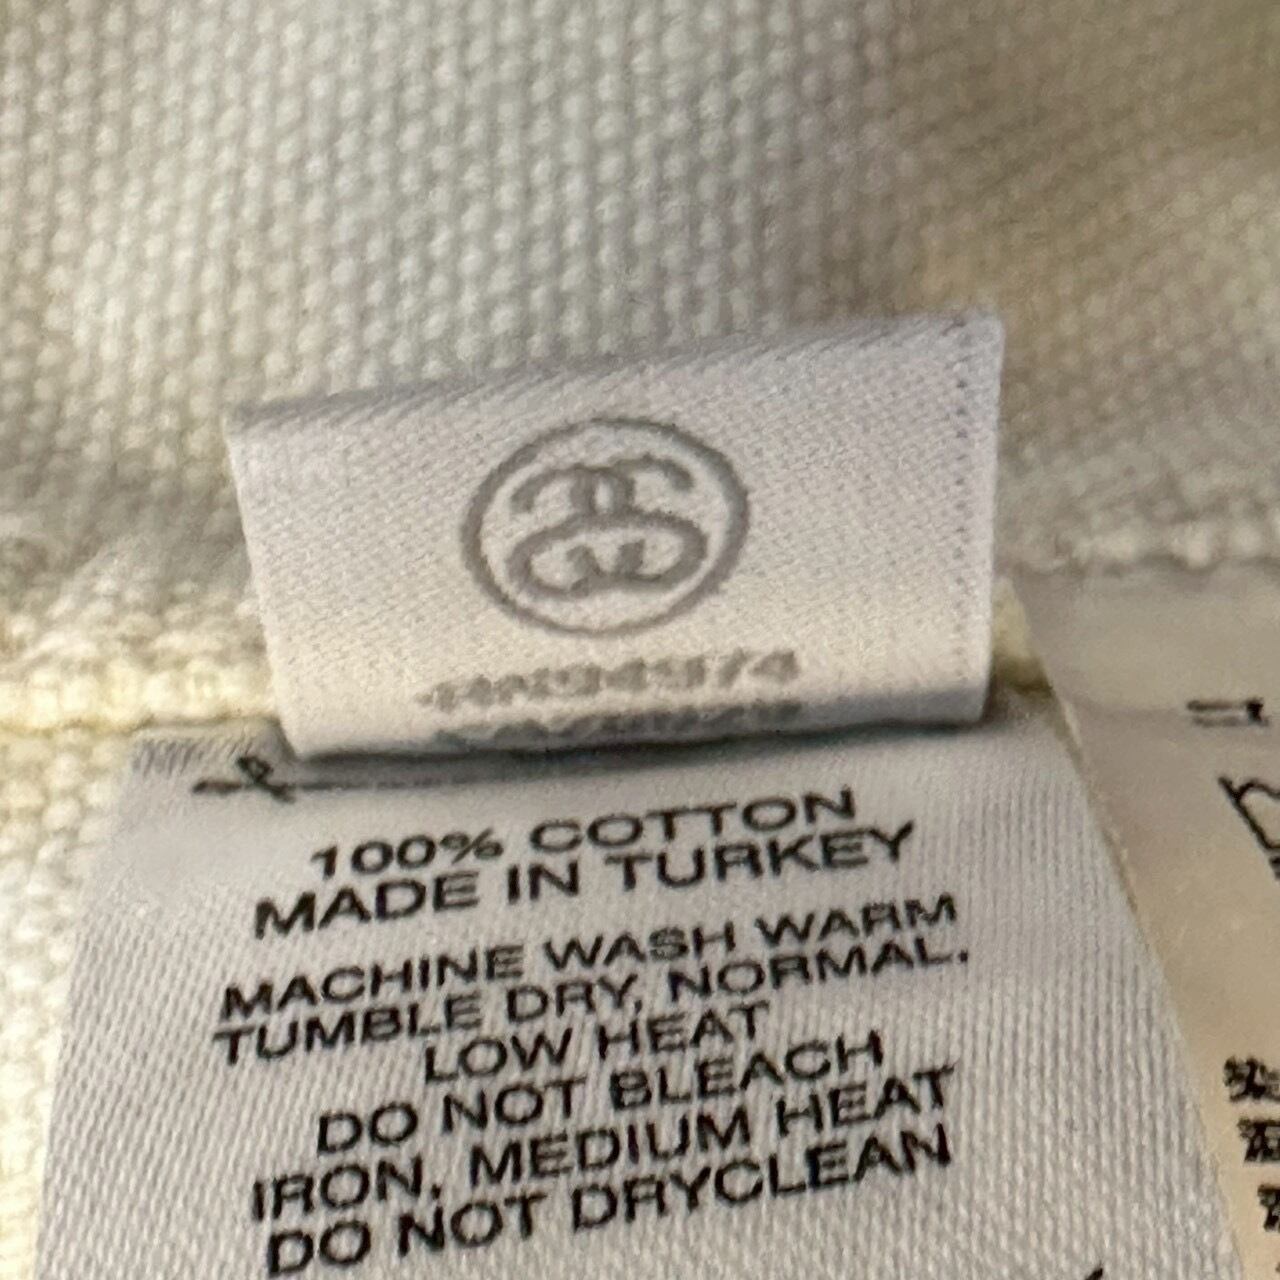 RN94974
100% COTTON
MADE IN TURKEY
MACHINE WASH WARM
TUMBLE DRY, NORMAL.
LOW HEAT
DO NOT BLEACH
IRON, MEDIUM HEAT
DO NOT DRYCLEAN